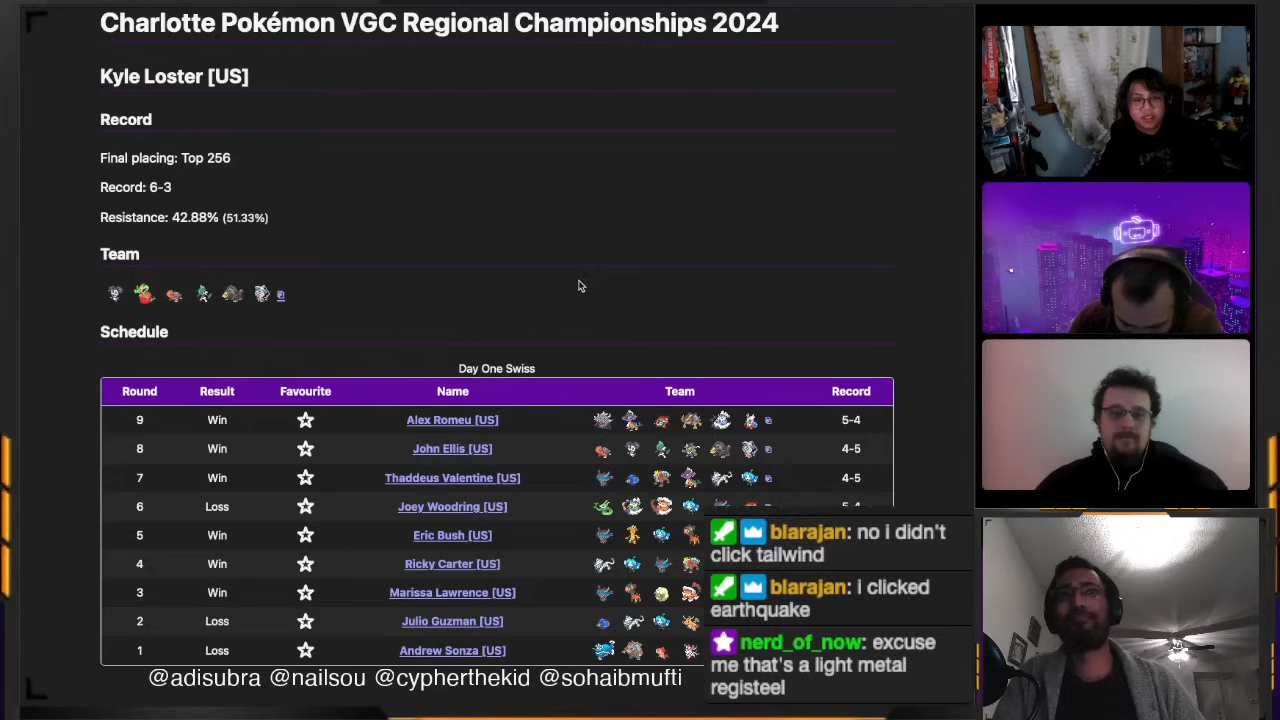 Charlotte Pokémon VGC Regional Championships 2024
Kyle Loster [US]
Record
Final placing: Top 256
Record: 6-3
Resistance: 42.88% (51.33%)
Team
Schedule
Day One Swiss
Round Result Favourite Name Team Record
9 Win Alex Romeu [US] 5-4
8 Win John Ellis [US] 4-5
7 Win Thaddeus Valentine [US] 4-5
6 Loss Joey Woodring [US] 5-4
5 Win Eric Bush [US]
4 Win Ricky Carter [US]
3 Win Marissa Lawrence [US]
2 Loss Julio Guzman [US]
1 Loss Andrew Sonza [US]
blarajan: no i didn't
click tailwind
blarajan: i clicked
earthquake
nerd_of_now: excuse
me that's a light metal
registeel
@adisubra @nailsou @cypherthekid @sohaibmufti